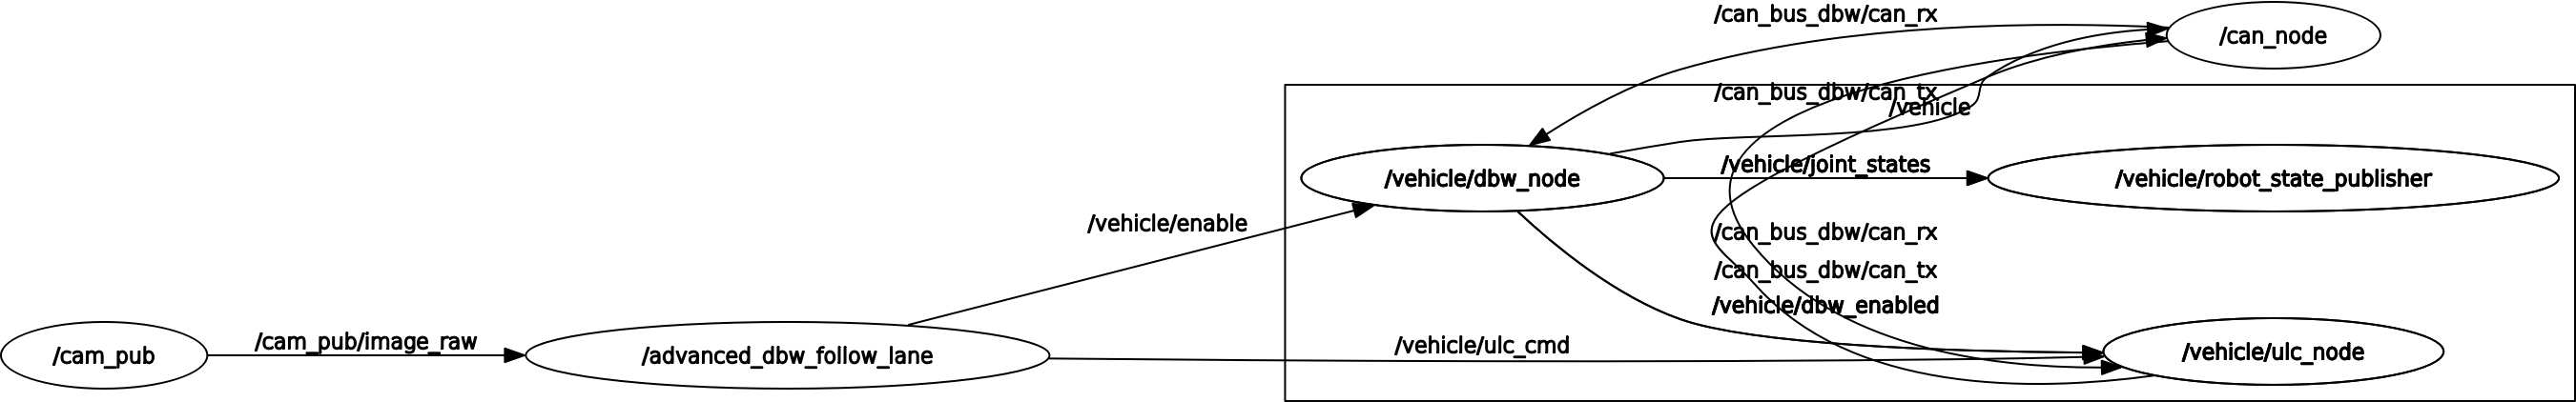 /can_bus_dbw/can_rx
/can_node
/can_bus_dbw/can_tx
/vehicle
/vehicle/joint_states
/vehicle/dbw_node
/vehicle/robot_state_publisher
/vehicle/enable
/can_bus_dbw/can_rx
/can_bus_dbw/can_tx
/vehicle/dbw_enabled
/cam_pub/image_raw
/vehicle/ulc_cmd
/cam_pub
/advanced_dbw_follow_lane
/vehicle/ulc_node